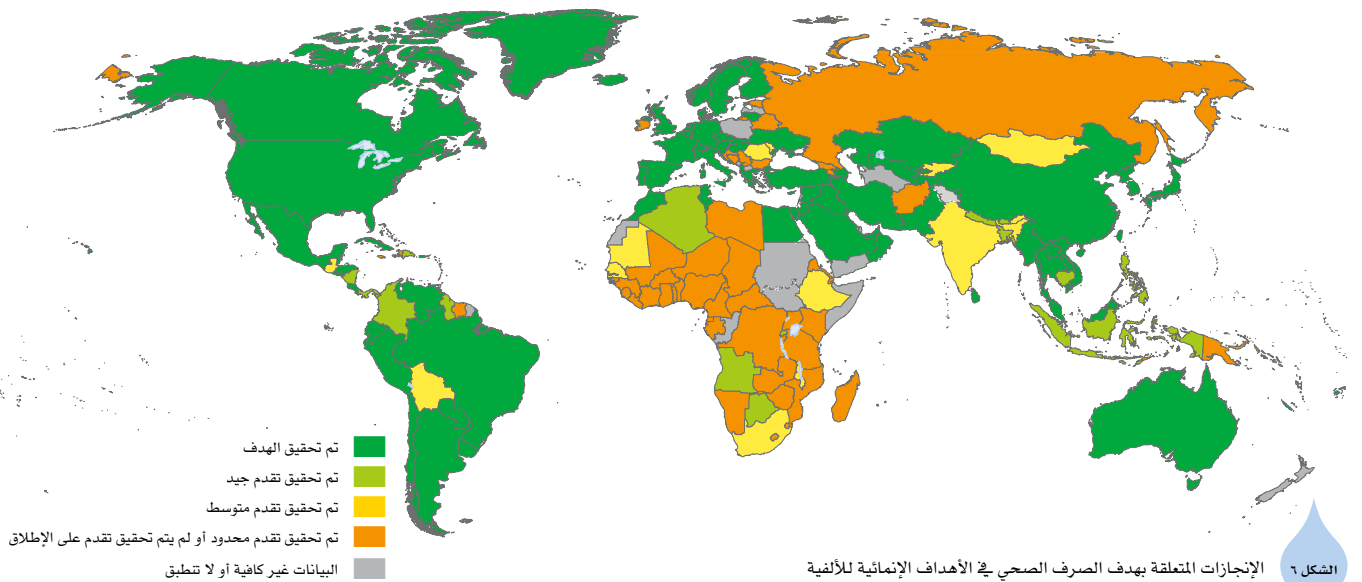 تم تحقيق الهدف
تم تحقيق تقدم جيد
تم تحقيق تقدم متوسط
تم تحقيق تقدم محدود أو لم يتم تحقيق تقدم على الإطلاق
البيانات غير كافية أو لا تنطبق
الشكل ٦ الإنجازات المتعلقة بهدف الصرف الصحي في الأهداف الإنمائية للألفية